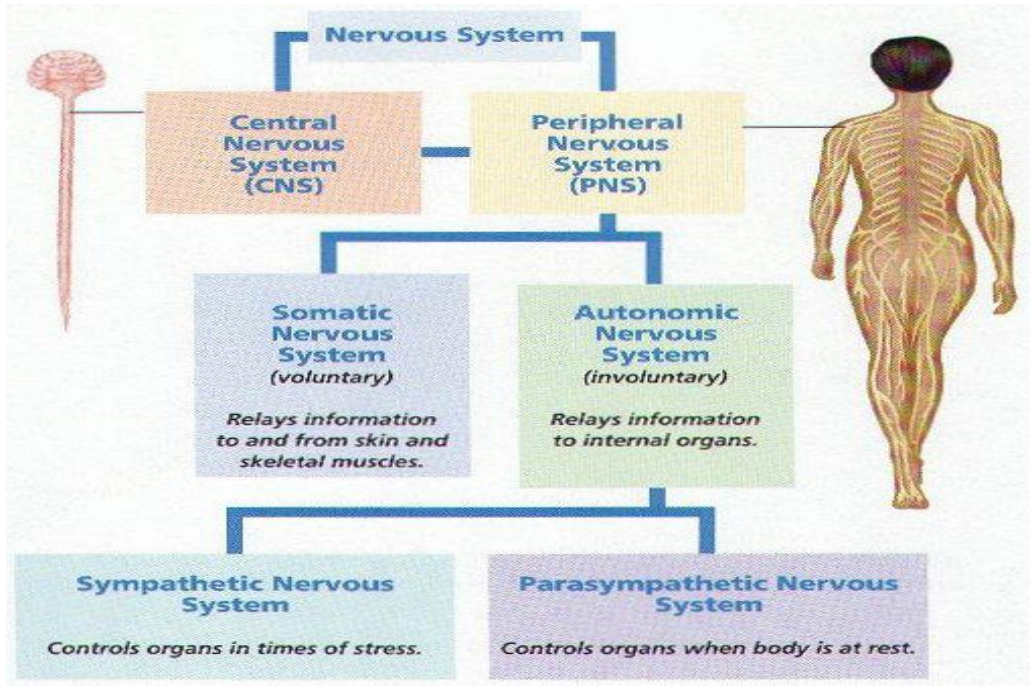 Nervous System
Central
Nervous
System
(CNS)
Peripheral
Nervous
System
(PNS)
Somatic
Nervous
System
(voluntary)
Relays information
to and from skin and
skeletal muscles.
Autonomic
Nervous
System
(involuntary)
Relays information
to internal organs.
Sympathetic Nervous
System
Controls organs in times of stress.
Parasympathetic Nervous
System
Controls organs when body is at rest.